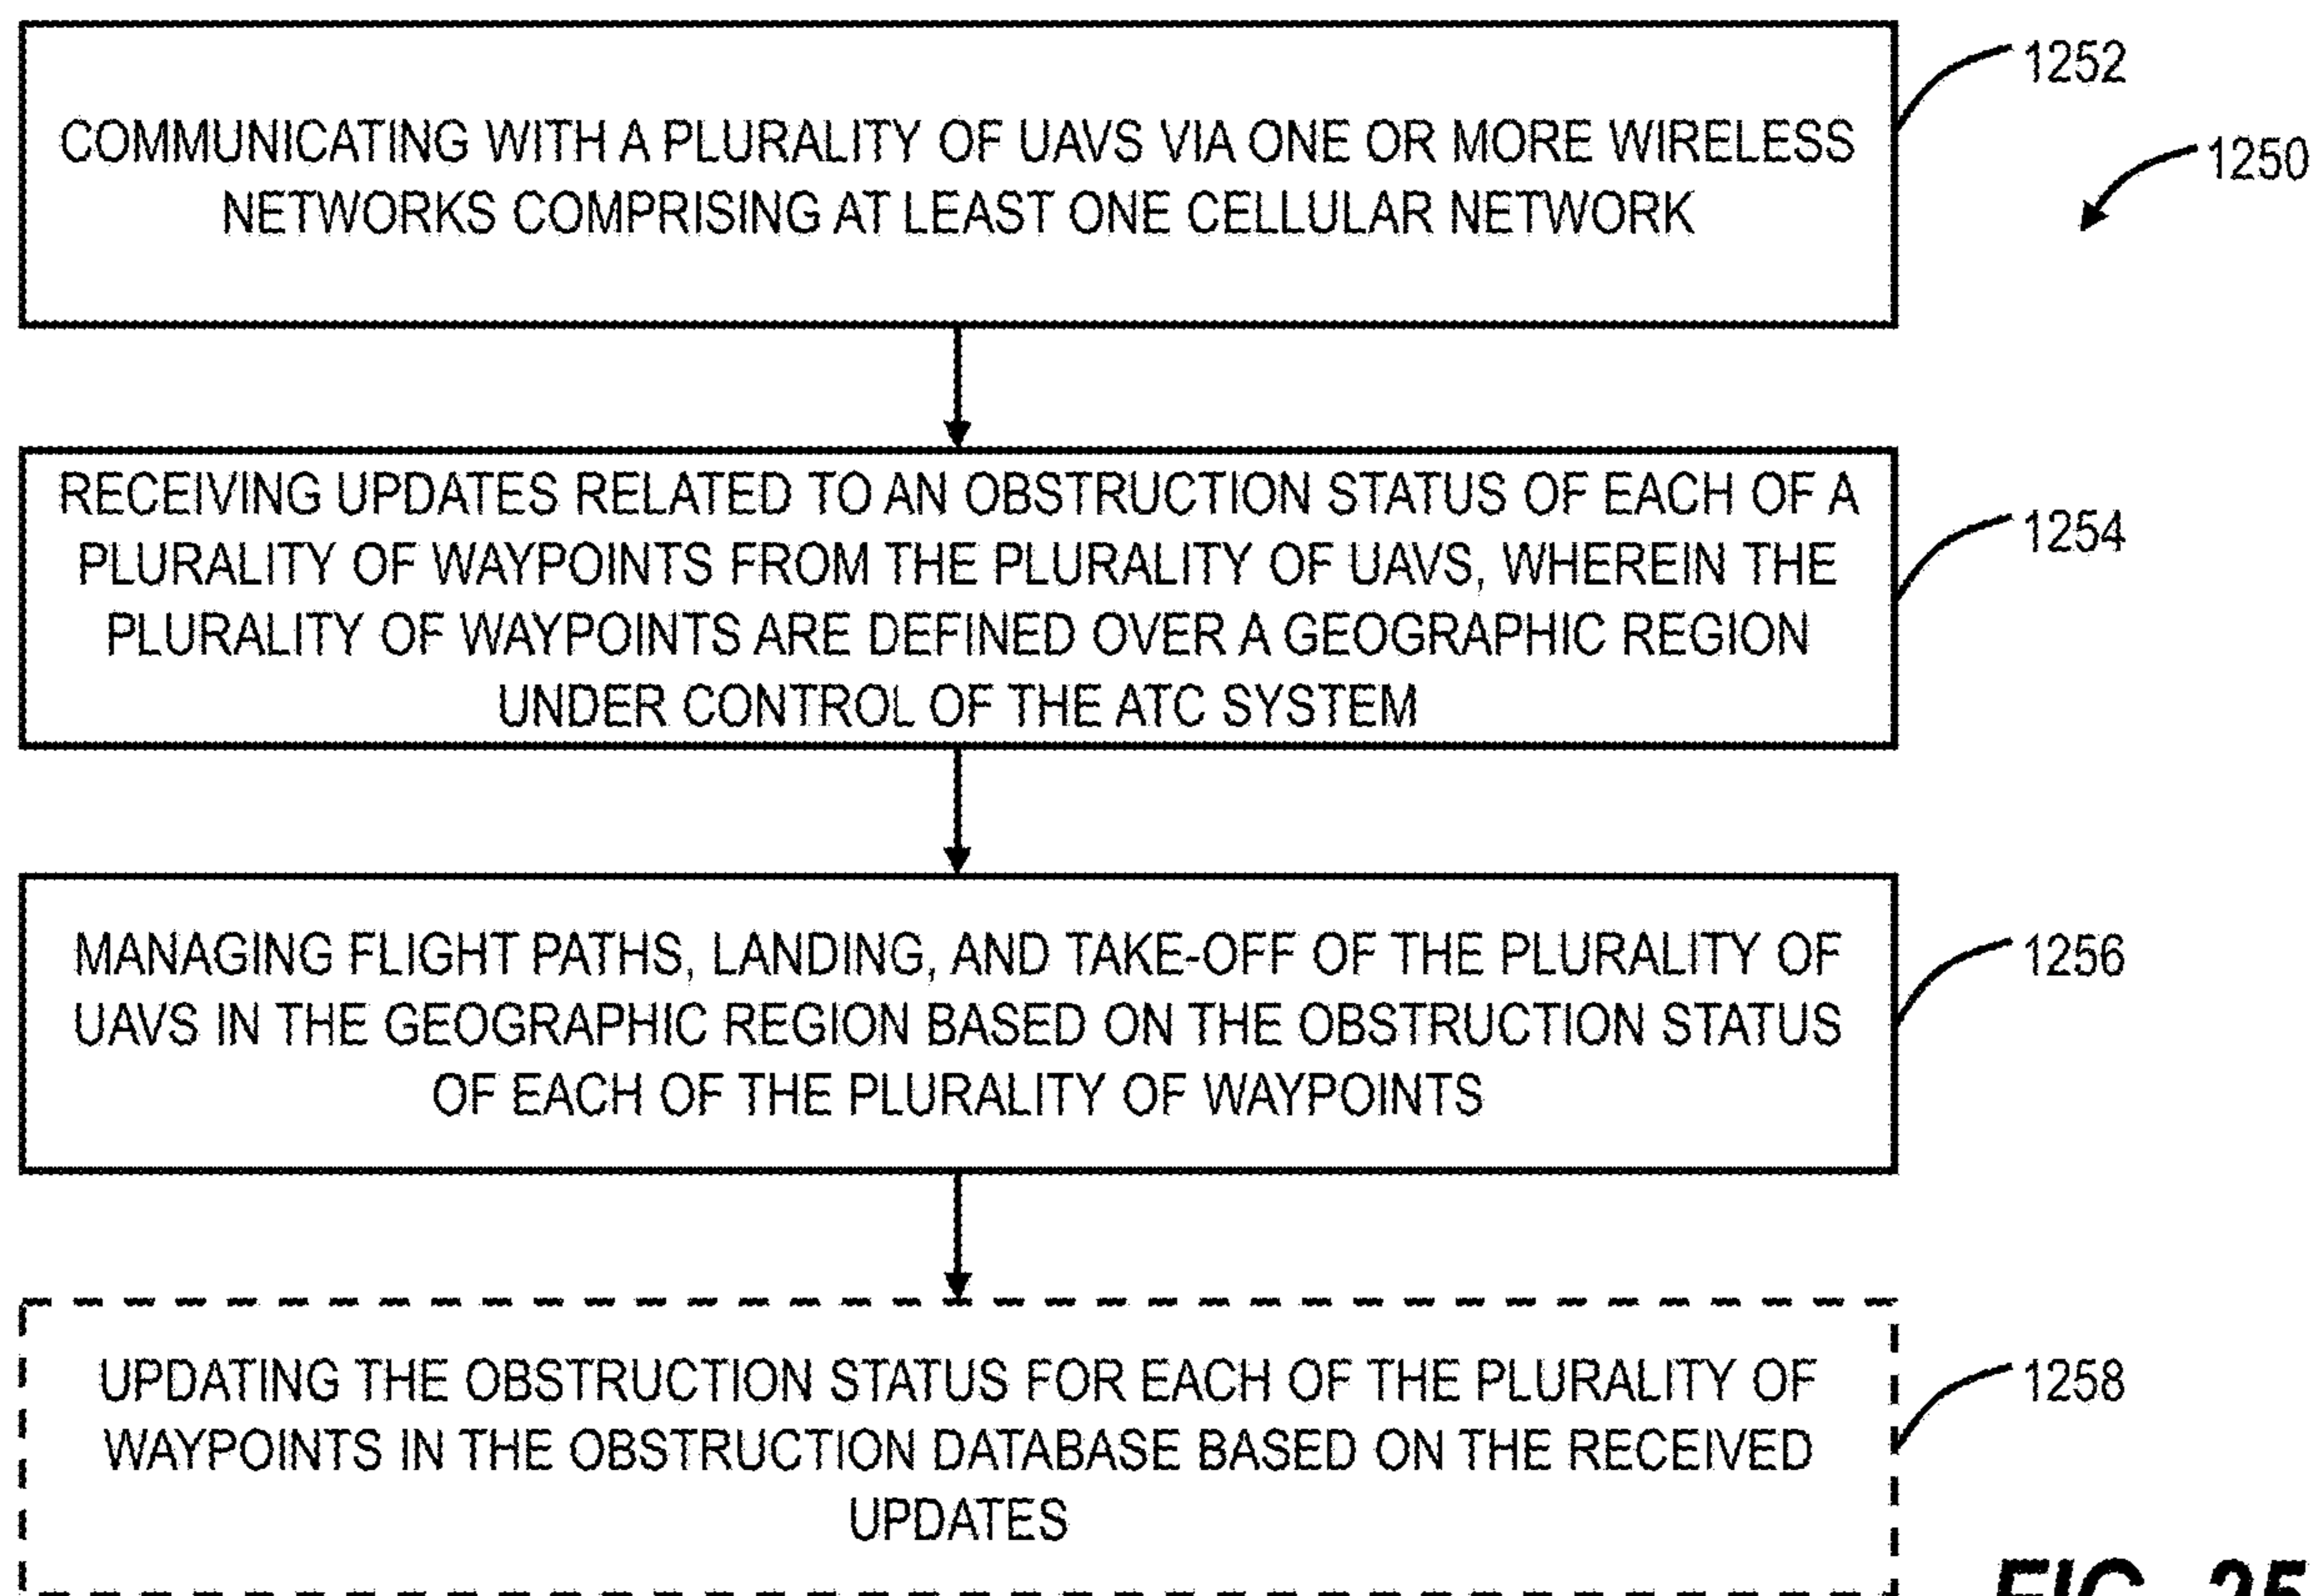 COMMUNICATING WITH A PLURALITY OF UAVS VIA ONE OR MORE WIRELESS
NETWORKS COMPRISING AT LEAST ONE CELLULAR NETWORK
1252
1250
RECEIVING UPDATES RELATED TO AN OBSTRUCTION STATUS OF EACH OF A
PLURALITY OF WAYPOINTS FROM THE PLURALITY OF UAVS, WHEREIN THE
PLURALITY OF WAYPOINTS ARE DEFINED OVER A GEOGRAPHIC REGION
UNDER CONTROL OF THE ATC SYSTEM
1254
MANAGING FLIGHT PATHS, LANDING, AND TAKE-OFF OF THE PLURALITY OF
UAVS IN THE GEOGRAPHIC REGION BASED ON THE OBSTRUCTION STATUS
OF EACH OF THE PLURALITY OF WAYPOINTS
1256
UPDATING THE OBSTRUCTION STATUS FOR EACH OF THE PLURALITY OF
WAYPOINTS IN THE OBSTRUCTION DATABASE BASED ON THE RECEIVED
UPDATES
1258
FIG. 25